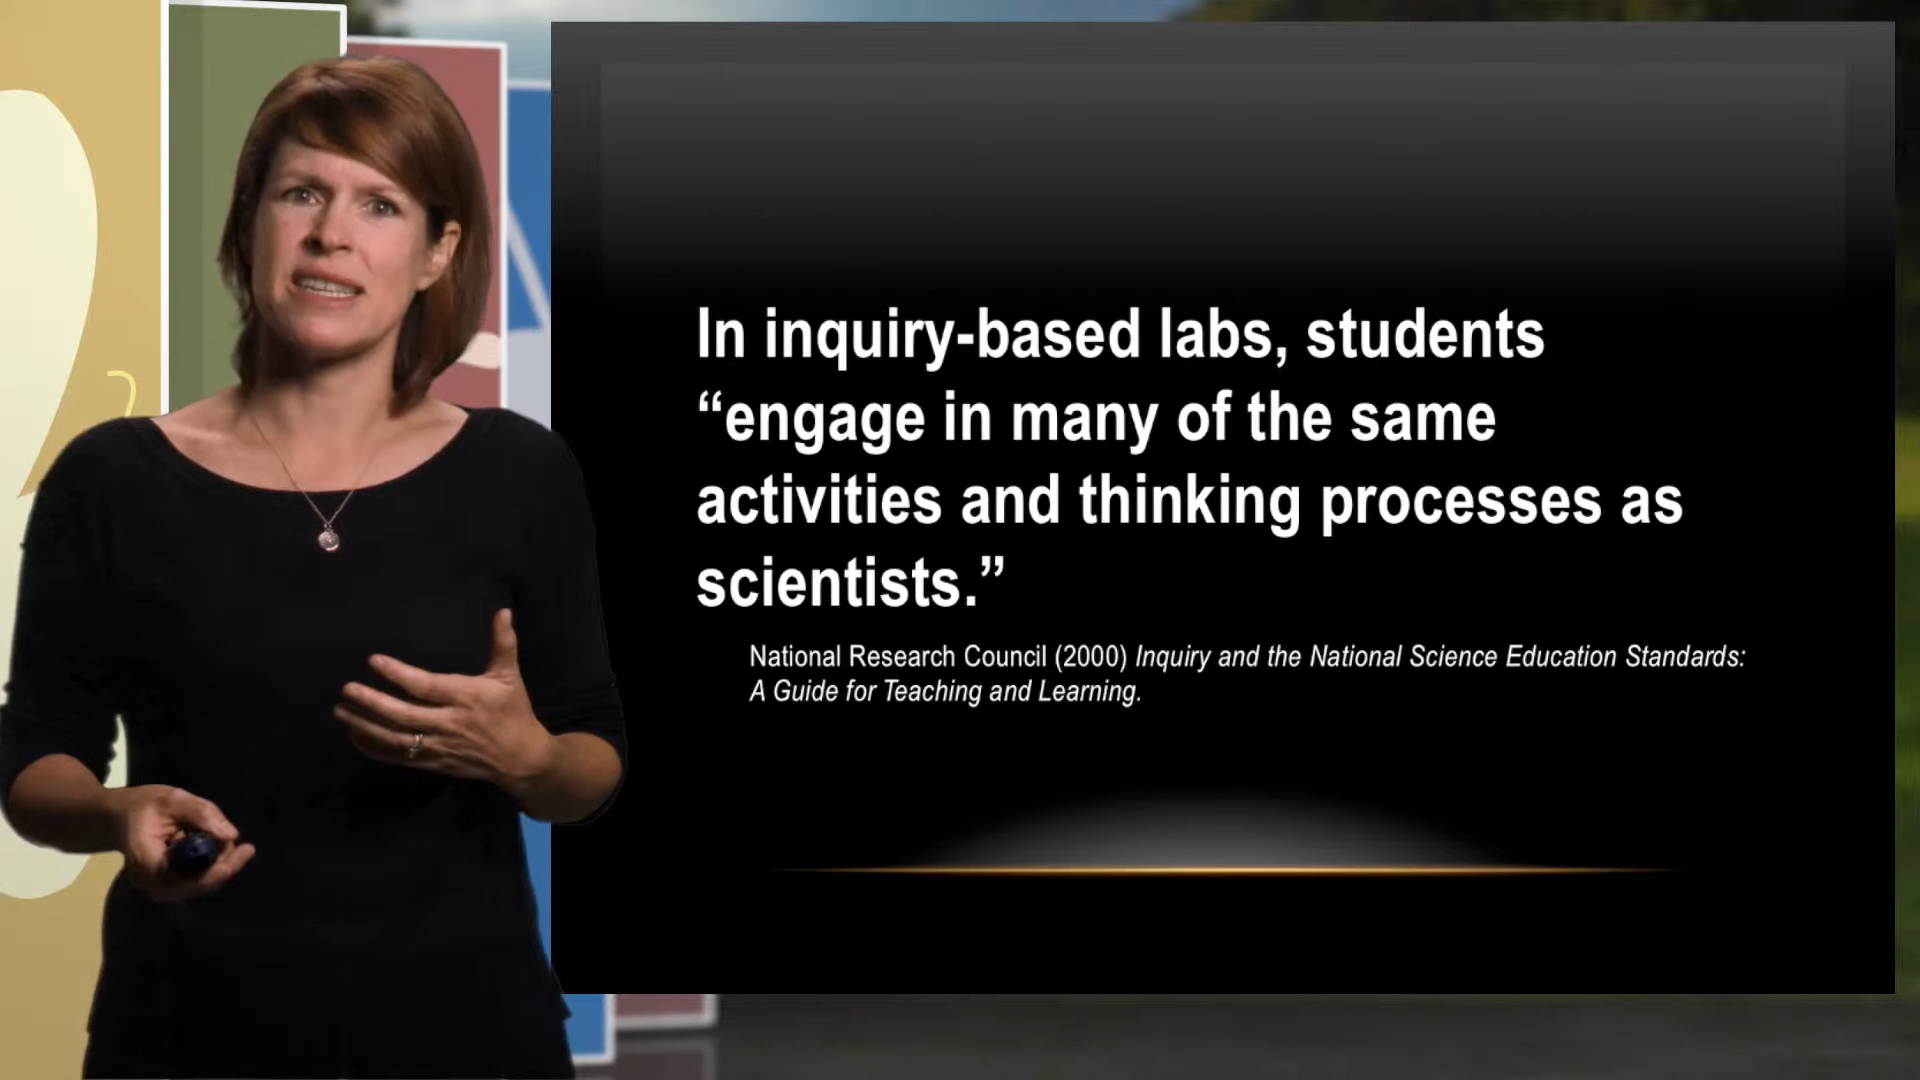 In inquiry-based labs, students
“engage in many of the same
activities and thinking processes as
scientists.”
National Research Council (2000) Inquiry and the National Science Education Standards:
A Guide for Teaching and Learning.